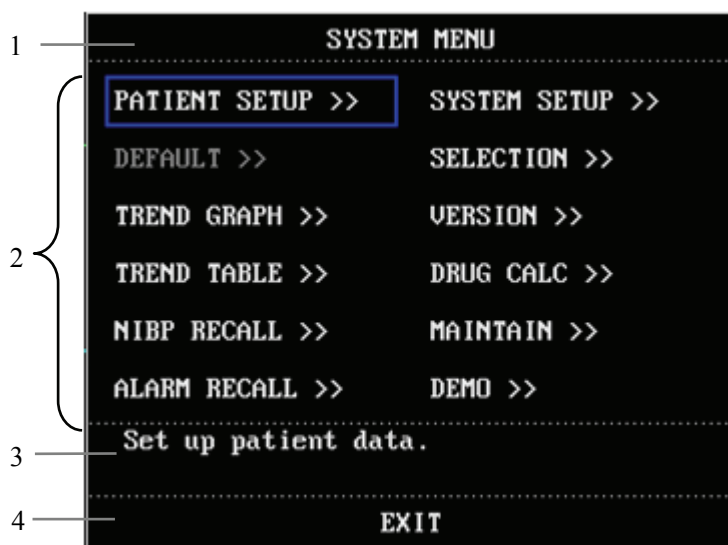 1 SYSTEM MENU
2
PATIENT SETUP >> SYSTEM SETUP >>
DEFAULT >> SELECTION >>
TREND GRAPH >> VERSION >>
TREND TABLE >> DRUG CALC >>
NIBP RECALL >> MAINTAIN >>
ALARM RECALL >> DEMO >>
3 Set up patient data.
4 EXIT